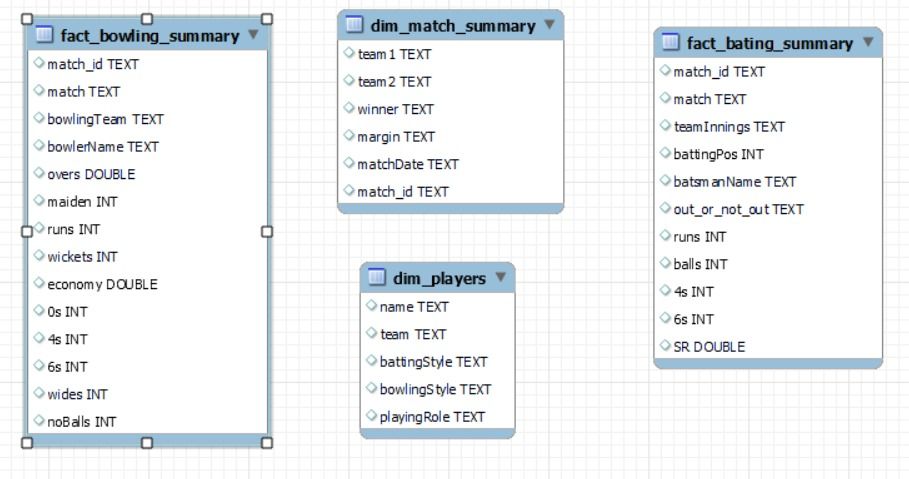 fact_bowling_summary
match_id TEXT
match TEXT
bowlingTeam TEXT
bowlerName TEXT
overs DOUBLE
maiden INT
runs INT
wickets INT
economy DOUBLE
0s INT
4s INT
6s INT
wides INT
noBalls INT
dim_match_summary
team1 TEXT
team2 TEXT
winner TEXT
margin TEXT
matchDate TEXT
match_id TEXT
dim_players
name TEXT
team TEXT
battingStyle TEXT
bowlingStyle TEXT
playingRole TEXT
fact_bating_summary
match_id TEXT
match TEXT
teamInnings TEXT
battingPos INT
batsmanName TEXT
out_or_not_out TEXT
runs INT
balls INT
4s INT
6s INT
SR DOUBLE